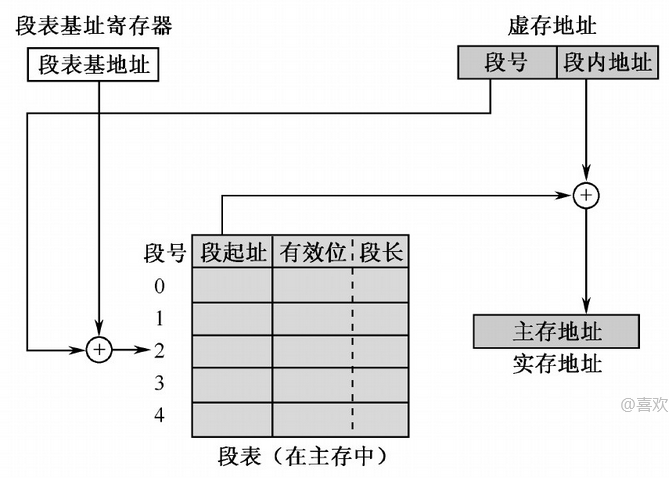 段表基址寄存器
虚存地址
段表基地址
段号
段内地址
+
段号
段起址
有效位
段长
0
1
2
3
4
+
主存地址
实存地址
@喜欢
段表（在主存中）